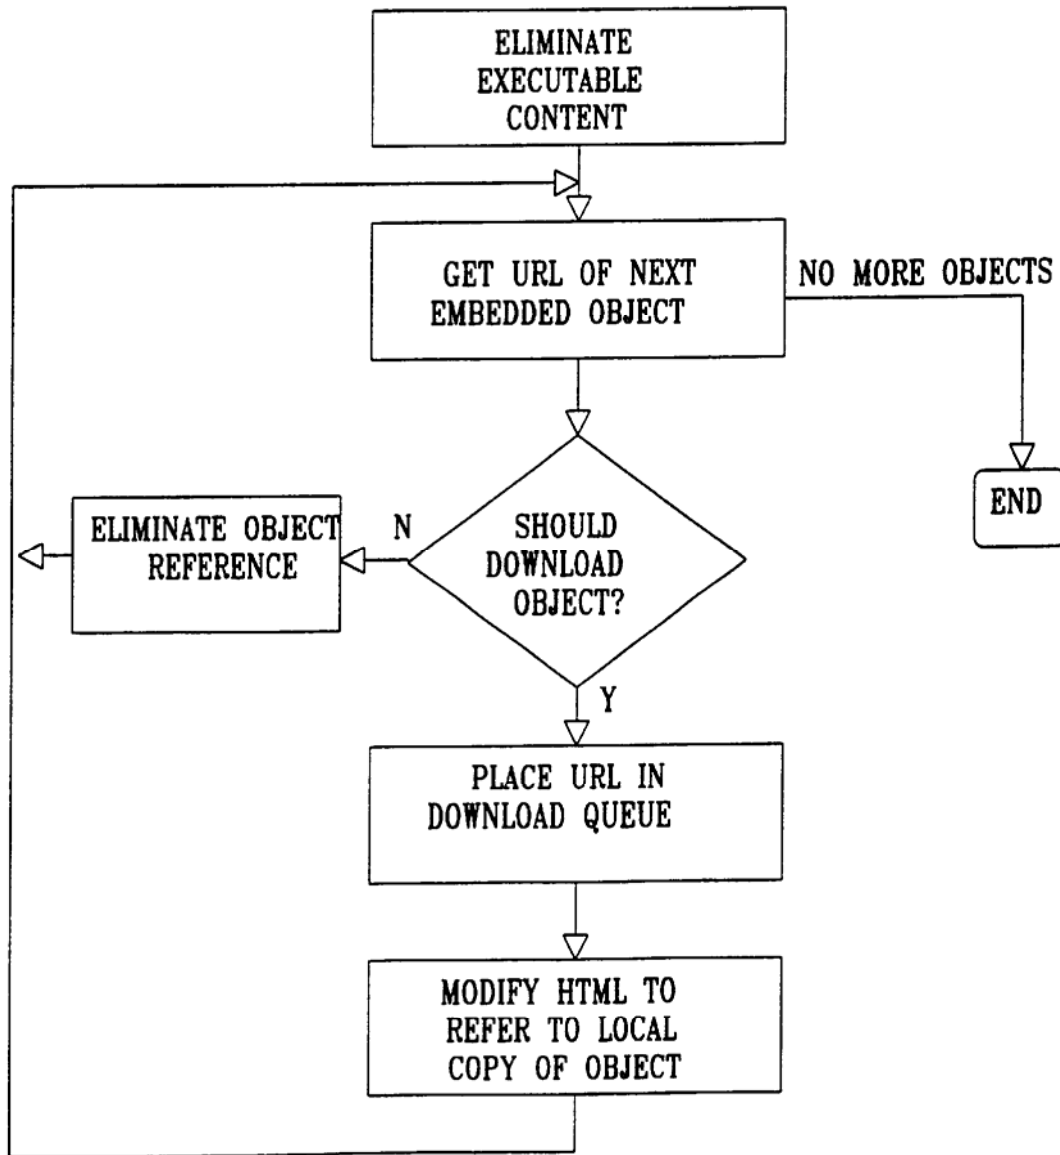 ELIMINATE
EXECUTABLE
CONTENT
GET URL OF NEXT
EMBEDDED OBJECT
NO MORE OBJECTS
END
SHOULD
DOWNLOAD
OBJECT?
N
ELIMINATE OBJECT
REFERENCE
Y
PLACE URL IN
DOWNLOAD QUEUE
MODIFY HTML TO
REFER TO LOCAL
COPY OF OBJECT